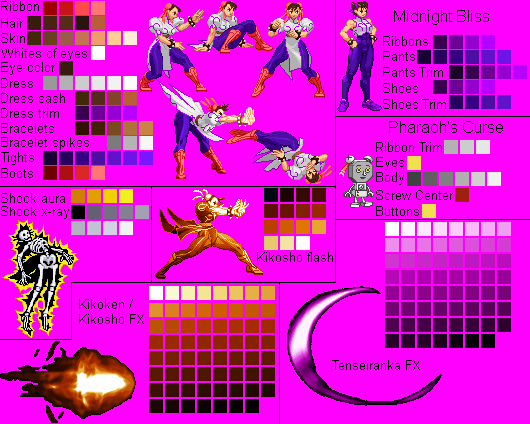 Ribbon
Hair
Skin
Whites of eyes
Eye color
Dress
Dress sash
Dress trim
Bracelets
Bracelet spikes
Tights
Boots
Midnight Bliss
Ribbons
Pants
Pants Trim
Shoes
Shoes Trim
Pharaoh's Curse
Ribbon Trim
Eyes
Body
Screw Center
Buttons
Shock aura
Shock x-ray
Kikosho flash
Kikoken /
Kikosho FX
Tenseiranka FX